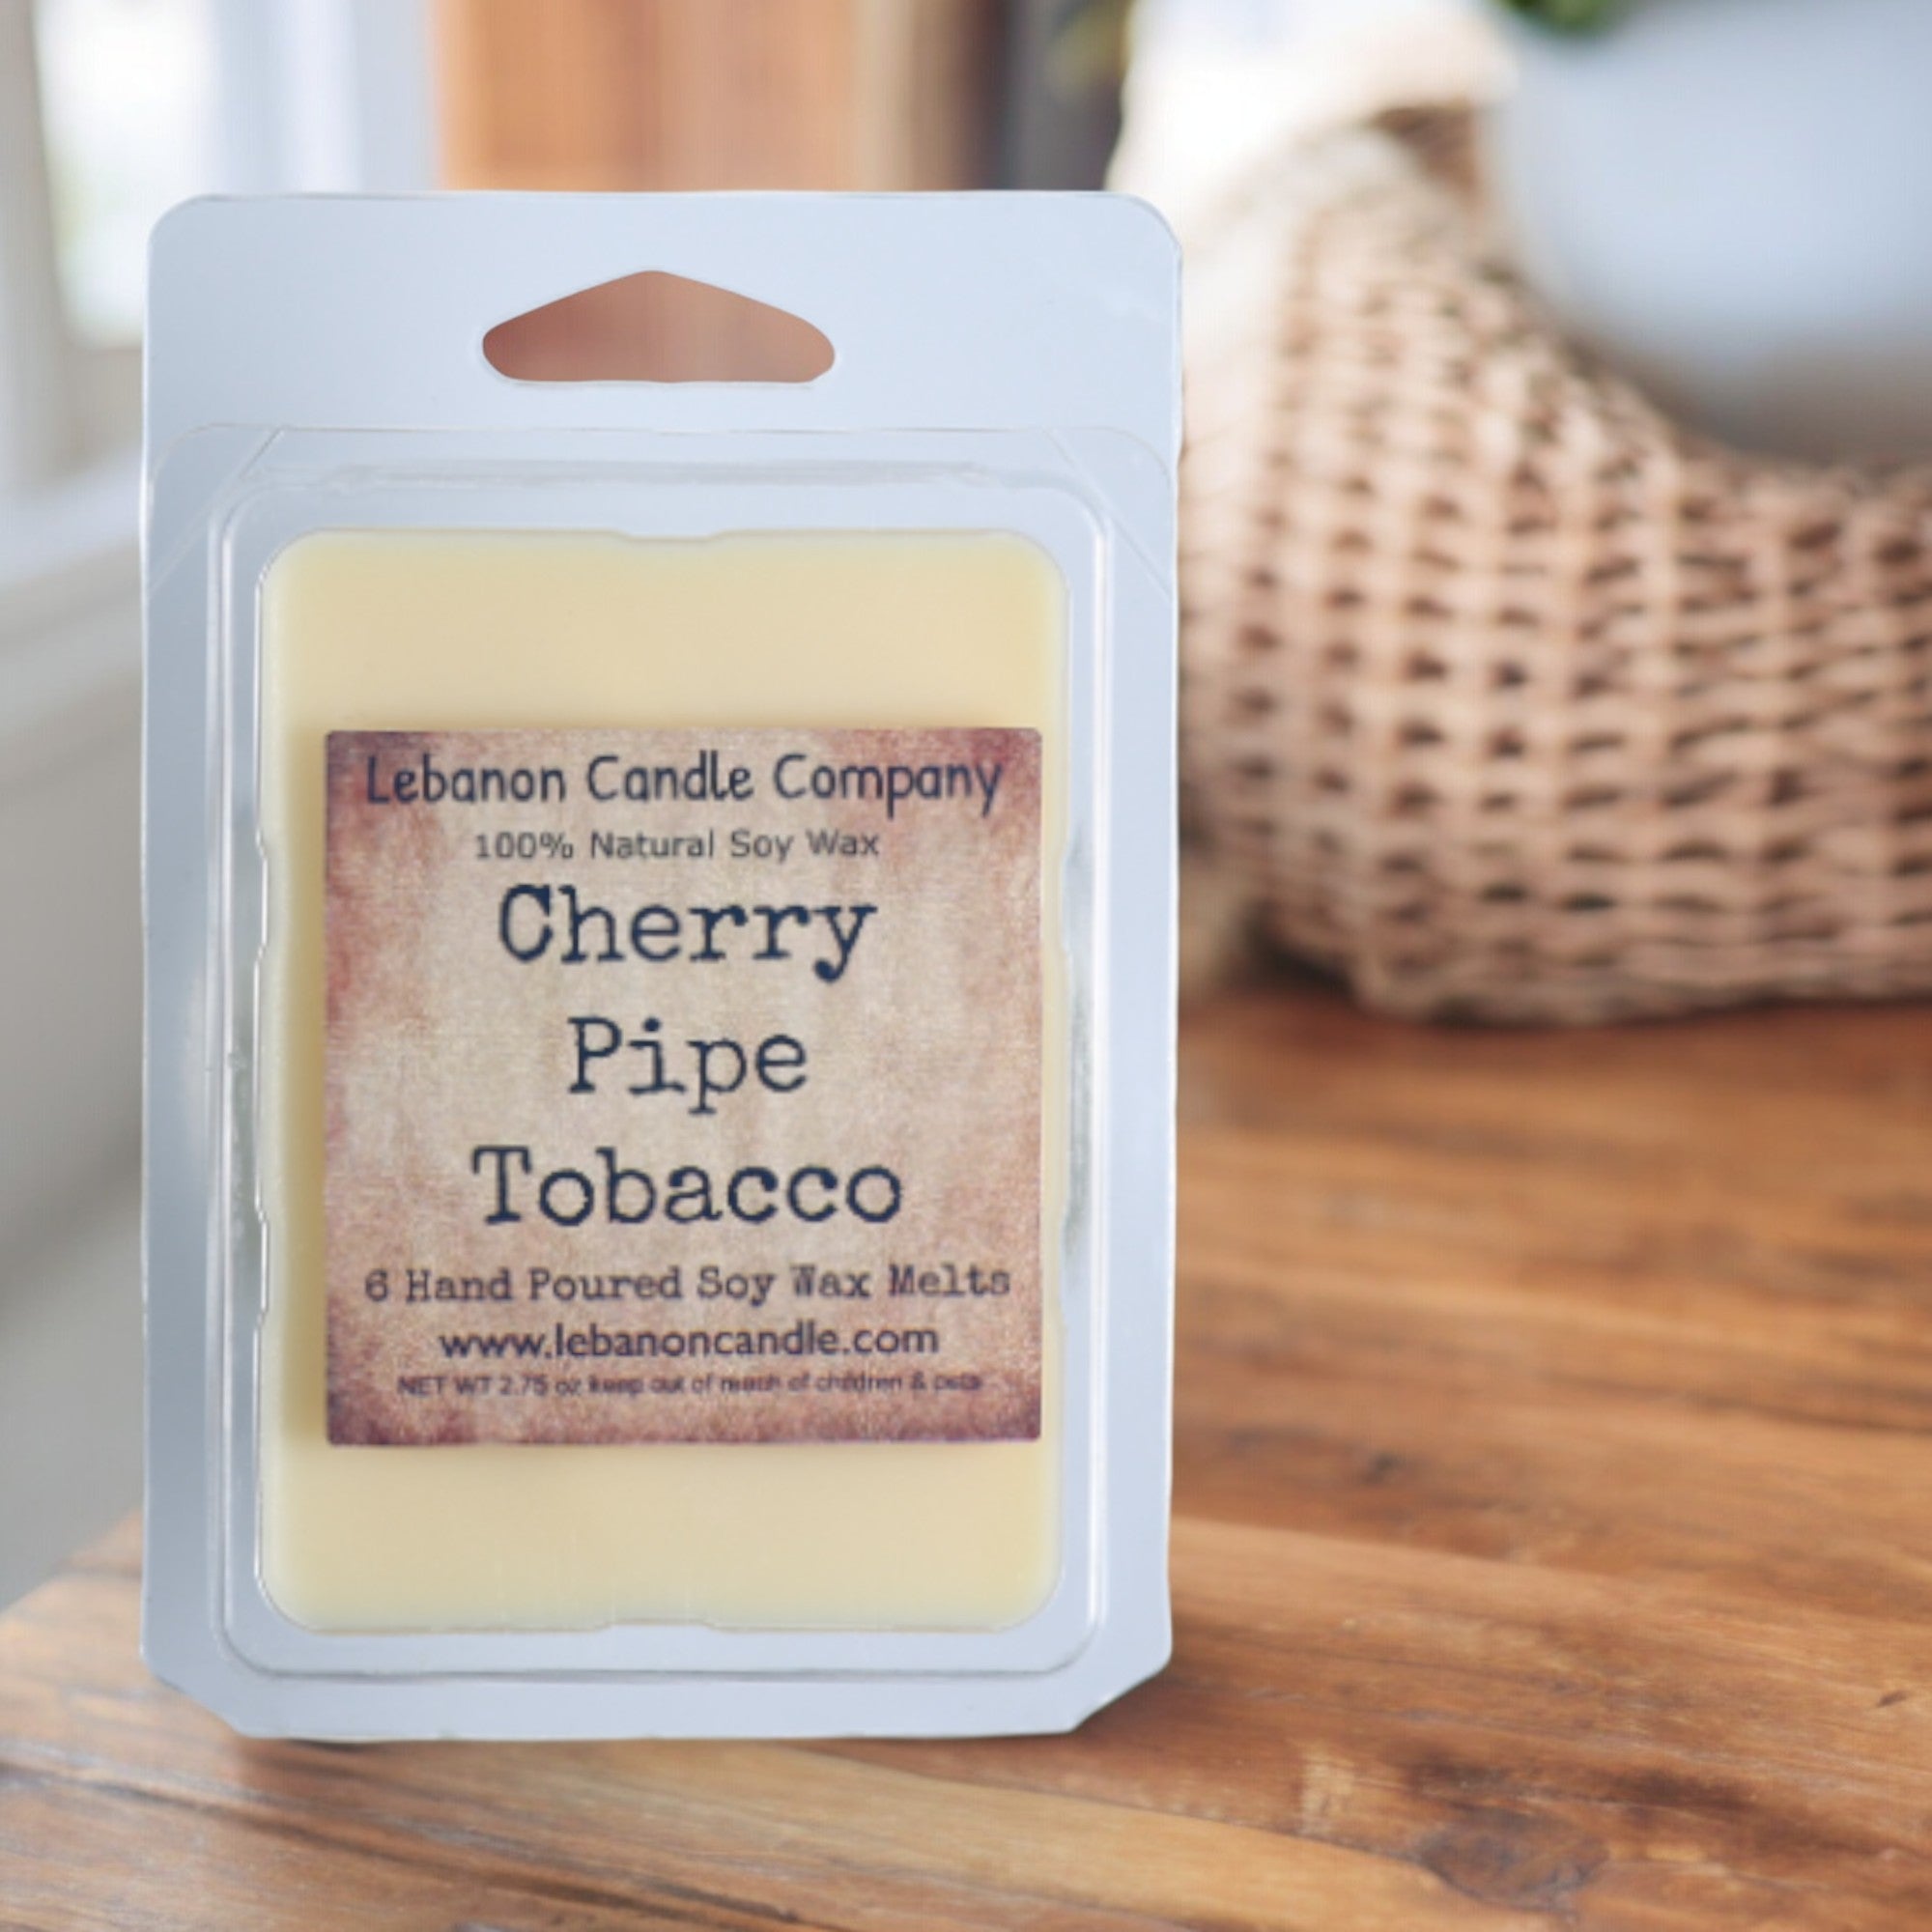 Lebanon Candle Company
100% Natural Soy Wax
Cherry
Pipe
Tobacco
6 Hand Poured Soy Wax Melts
www.lebanoncandle.com
NET WT 2.75 oz keep out of reach of children & pets